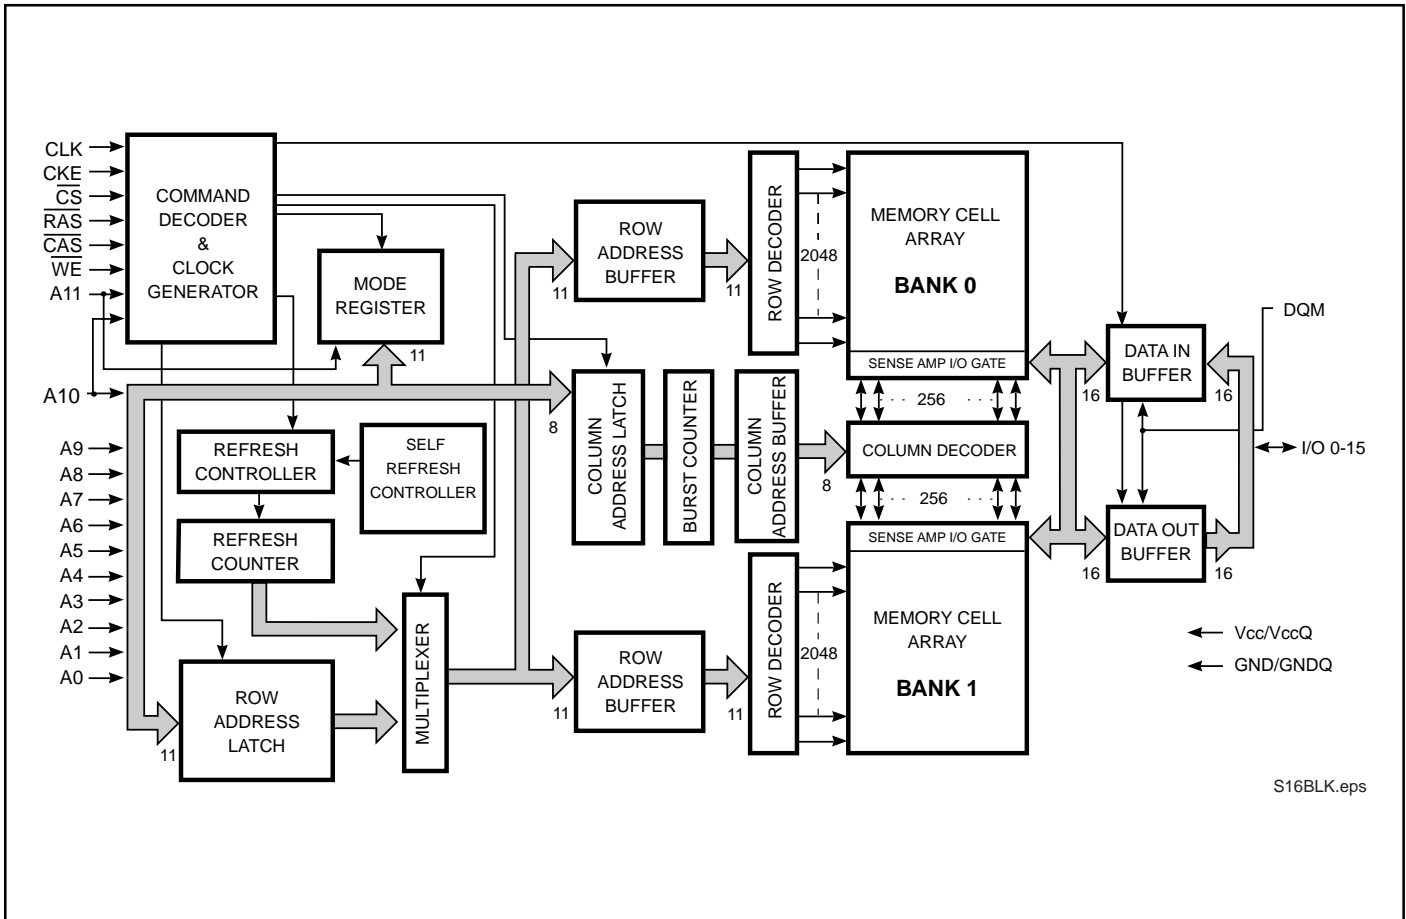 CLK
CKE
CS
RAS
CAS
WE
A11
A10
A9
A8
A7
A6
A5
A4
A3
A2
A1
A0
COMMAND
DECODER
&
CLOCK
GENERATOR
MODE
REGISTER
11
REFRESH
CONTROLLER
SELF
REFRESH
CONTROLLER
REFRESH
COUNTER
ROW
ADDRESS
LATCH
11
MULTIPLEXER
ROW
ADDRESS
BUFFER
11
11
COLUMN
ADDRESS LATCH
8
BURST COUNTER
COLUMN
ADDRESS BUFFER
8
ROW
ADDRESS
BUFFER
11
11
ROW DECODER
2048
MEMORY CELL
ARRAY
BANK 0
SENSE AMP I/O GATE
256
COLUMN DECODER
256
SENSE AMP I/O GATE
MEMORY CELL
ARRAY
BANK 1
ROW DECODER
2048
DATA IN
BUFFER
16
16
DATA OUT
BUFFER
16
16
DQM
I/O 0-15
Vcc/VccQ
GND/GNDQ
S16BLK.eps